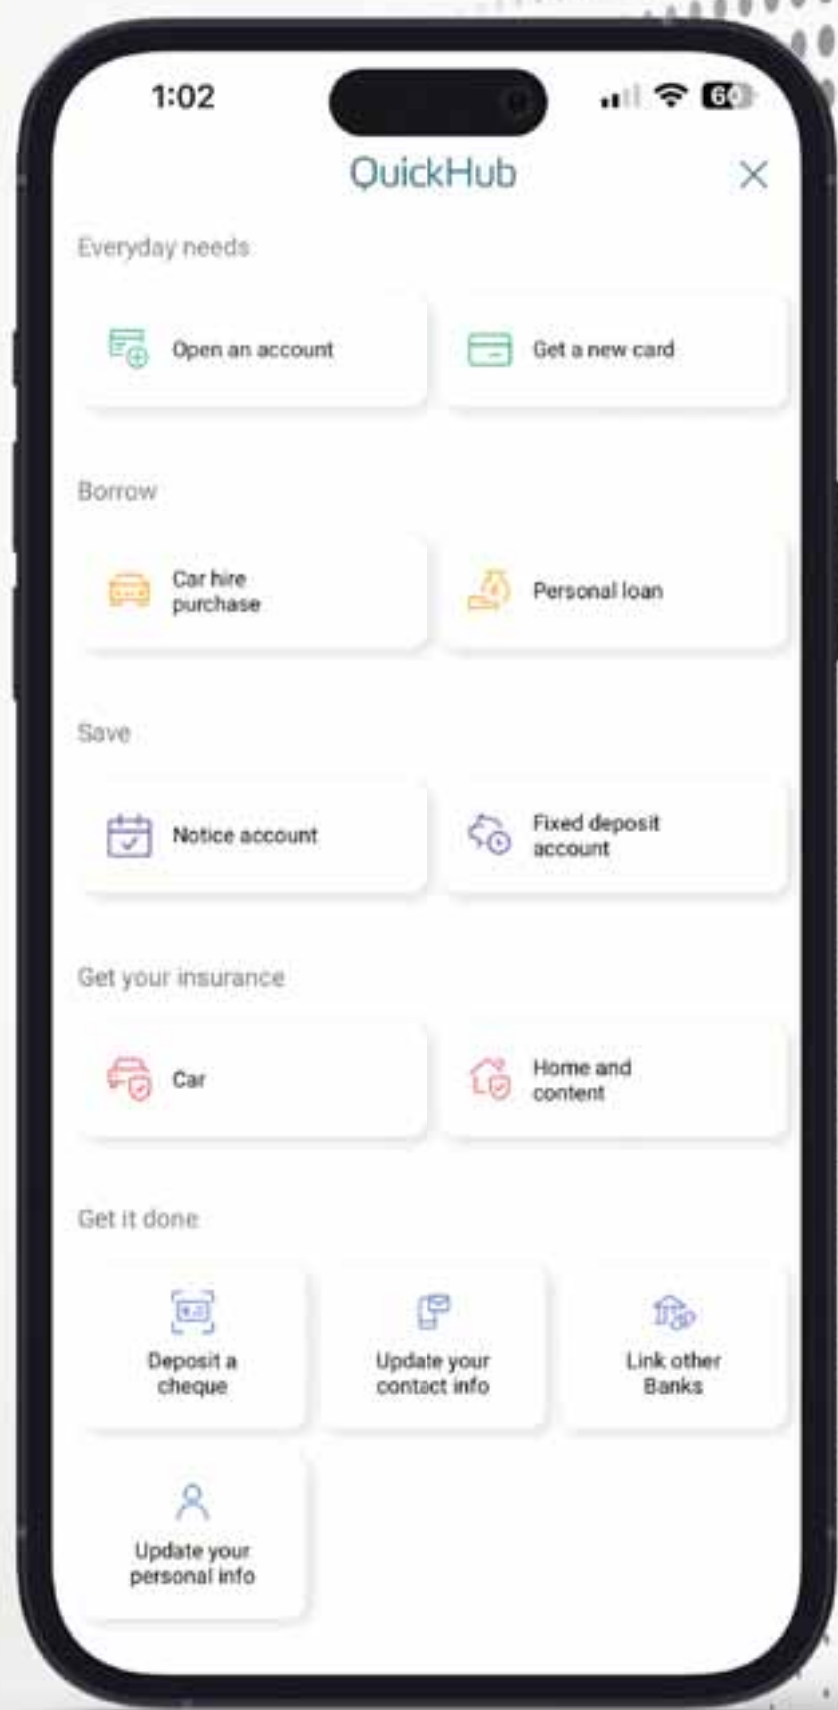 1:02
QuickHub
Everyday needs
Open an account
Get a new card
Borrow
Car hire
purchase
Personal loan
Save
Notice account
Fixed deposit
account
Get your insurance
Car
Home and
content
Get it done
Deposit a
cheque
Update your
contact info
Link other
Banks
Update your
personal info